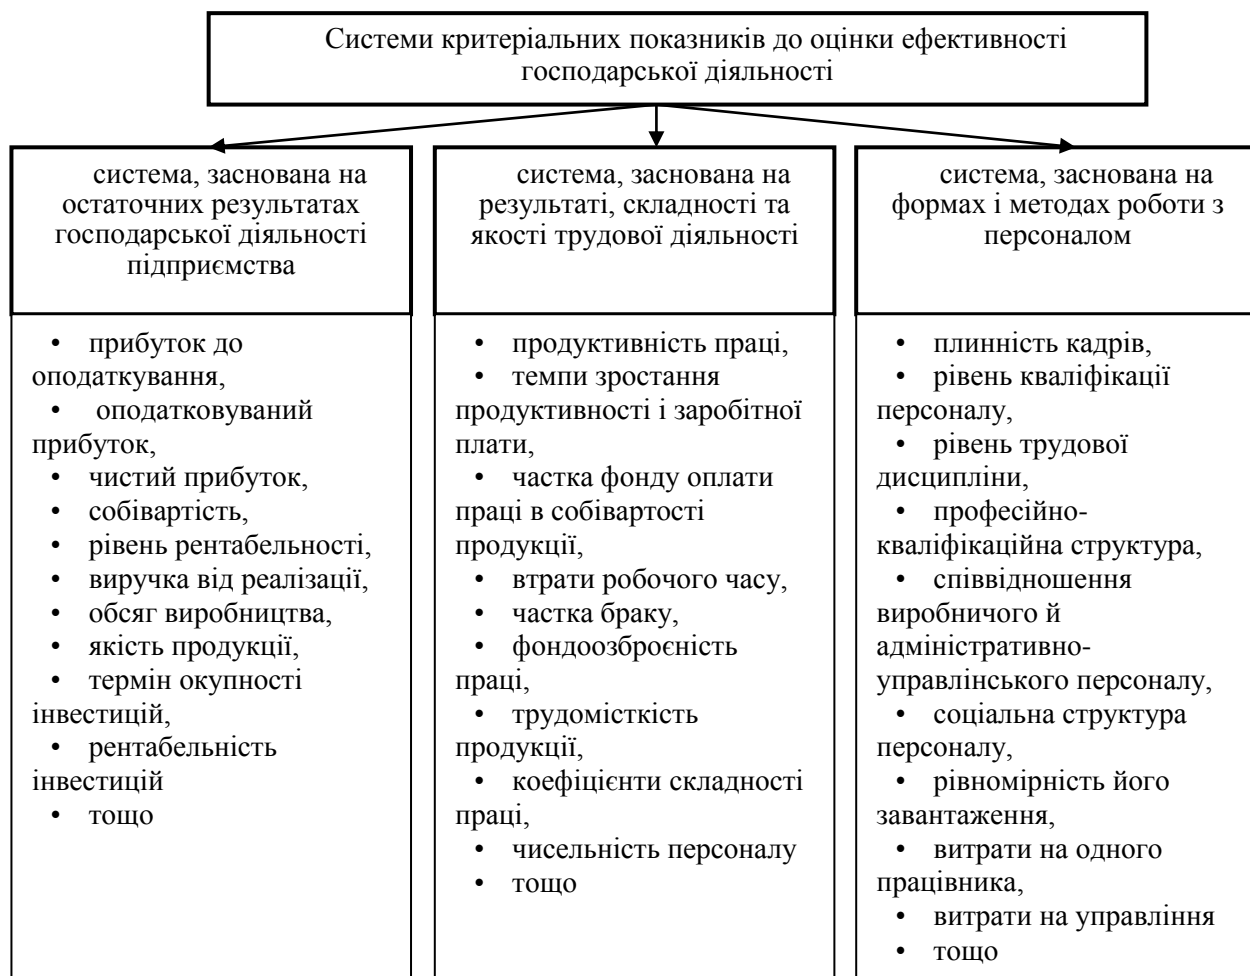 Системи критеріальних показників до оцінки ефективності
господарської діяльності
система, заснована на
остаточних результатах
господарської діяльності
підприємства
• прибуток до
оподаткування,
• оподатковуваний
прибуток,
• чистий прибуток,
• собівартість,
• рівень рентабельності,
• виручка від реалізації,
• обсяг виробництва,
• якість продукції,
• термін окупності
інвестицій,
• рентабельність
інвестицій
• тощо
система, заснована на
результаті, складності та
якості трудової діяльності
• продуктивність праці,
• темпи зростання
продуктивності і заробітної
плати,
• частка фонду оплати
праці в собівартості
продукції,
• втрати робочого часу,
• частка браку,
• фондоозброєність
праці,
• трудомісткість
продукції,
• коефіцієнти складності
праці,
• чисельність персоналу
• тощо
система, заснована на
формах і методах роботи з
персоналом
• плинність кадрів,
• рівень кваліфікації
персоналу,
• рівень трудової
дисципліни,
• професійно-
кваліфікаційна структура,
• співвідношення
виробничого й
адміністративно-
управлінського персоналу,
• соціальна структура
персоналу,
• рівномірність його
завантаження,
• витрати на одного
працівника,
• витрати на управління
• тощо